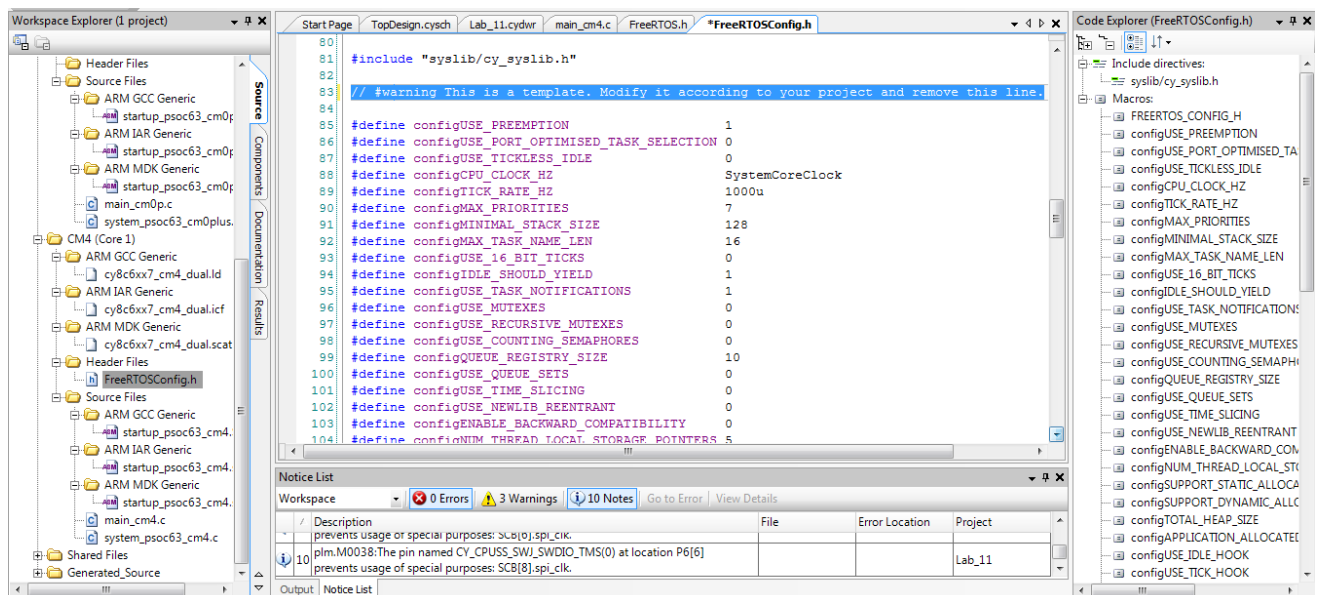 Workspace Explorer (1 project)
Header Files
Source Files
ARM GCC Generic
startup_psoc63_cm0p
ARM IAR Generic
startup_psoc63_cm0p
ARM MDK Generic
startup_psoc63_cm0p
main_cm0p.c
system_psoc63_cm0plus.
CM4 (Core 1)
ARM GCC Generic
cy8c6xx7_cm4_dual.ld
ARM IAR Generic
cy8c6xx7_cm4_dual.icf
ARM MDK Generic
cy8c6xx7_cm4_dual.scat
Header Files
FreeRTOSConfig.h
Source Files
ARM GCC Generic
startup_psoc63_cm4.
ARM IAR Generic
startup_psoc63_cm4.
ARM MDK Generic
startup_psoc63_cm4.
main_cm4.c
system_psoc63_cm4.c
Shared Files
Generated_Source
Source
Components
Documentation
Results
Start Page TopDesign.cysch Lab_11.cydwr main_cm4.c FreeRTOS.h *FreeRTOSConfig.h
80
81 #include "syslib/cy_syslib.h"
82
83 // #warning This is a template. Modify it according to your project and remove this line.
84
85 #define configUSE_PREEMPTION 1
86 #define configUSE_PORT_OPTIMISED_TASK_SELECTION 0
87 #define configUSE_TICKLESS_IDLE 0
88 #define configCPU_CLOCK_HZ SystemCoreClock
89 #define configTICK_RATE_HZ 1000u
90 #define configMAX_PRIORITIES 7
91 #define configMINIMAL_STACK_SIZE 128
92 #define configMAX_TASK_NAME_LEN 16
93 #define configUSE_16_BIT_TICKS 0
94 #define configIDLE_SHOULD_YIELD 1
95 #define configUSE_TASK_NOTIFICATIONS 1
96 #define configUSE_MUTEXES 0
97 #define configUSE_RECURSIVE_MUTEXES 0
98 #define configUSE_COUNTING_SEMAPHORES 0
99 #define configQUEUE_REGISTRY_SIZE 10
100 #define configUSE_QUEUE_SETS 0
101 #define configUSE_TIME_SLICING 0
102 #define configUSE_NEWLIB_REENTRANT 0
103 #define configENABLE_BACKWARD_COMPATIBILITY 0
104 #define configNUM_THREAD_LOCAL_STORAGE_POINTERS 5
Notice List
Workspace 0 Errors 3 Warnings 10 Notes Go to Error View Details
Description File Error Location Project
prevents usage of special purposes: SCB[6].spi_clk.
10 plm.M0038:The pin named CY_CPUSS_SWJ_SWDIO_TMS(0) at location P6[6] Lab_11
prevents usage of special purposes: SCB[8].spi_clk.
Output Notice List
Code Explorer (FreeRTOSConfig.h)
Include directives:
syslib/cy_syslib.h
Macros:
FREERTOS_CONFIG_H
configUSE_PREEMPTION
configUSE_PORT_OPTIMISED_TA
configUSE_TICKLESS_IDLE
configCPU_CLOCK_HZ
configTICK_RATE_HZ
configMAX_PRIORITIES
configMINIMAL_STACK_SIZE
configMAX_TASK_NAME_LEN
configUSE_16_BIT_TICKS
configIDLE_SHOULD_YIELD
configUSE_TASK_NOTIFICATIONS
configUSE_MUTEXES
configUSE_RECURSIVE_MUTEXES
configUSE_COUNTING_SEMAPH
configQUEUE_REGISTRY_SIZE
configUSE_QUEUE_SETS
configUSE_TIME_SLICING
configUSE_NEWLIB_REENTRANT
configENABLE_BACKWARD_COM
configNUM_THREAD_LOCAL_STO
configSUPPORT_STATIC_ALLOCA
configSUPPORT_DYNAMIC_ALLC
configTOTAL_HEAP_SIZE
configAPPLICATION_ALLOCATED
configUSE_IDLE_HOOK
configUSE_TICK_HOOK